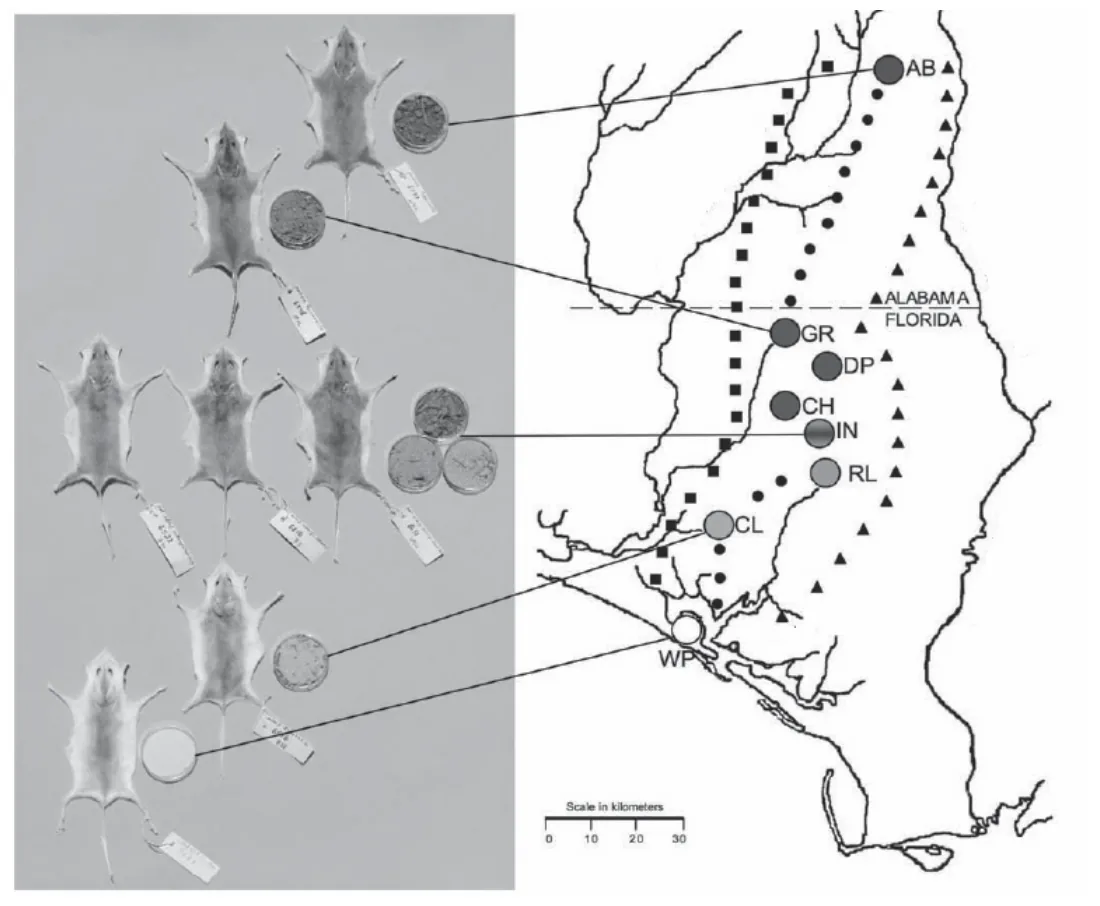 AB
ALABAMA
FLORIDA
GR
DP
CH
IN
RL
CL
WP
Scale in kilometers
0 10 20 30